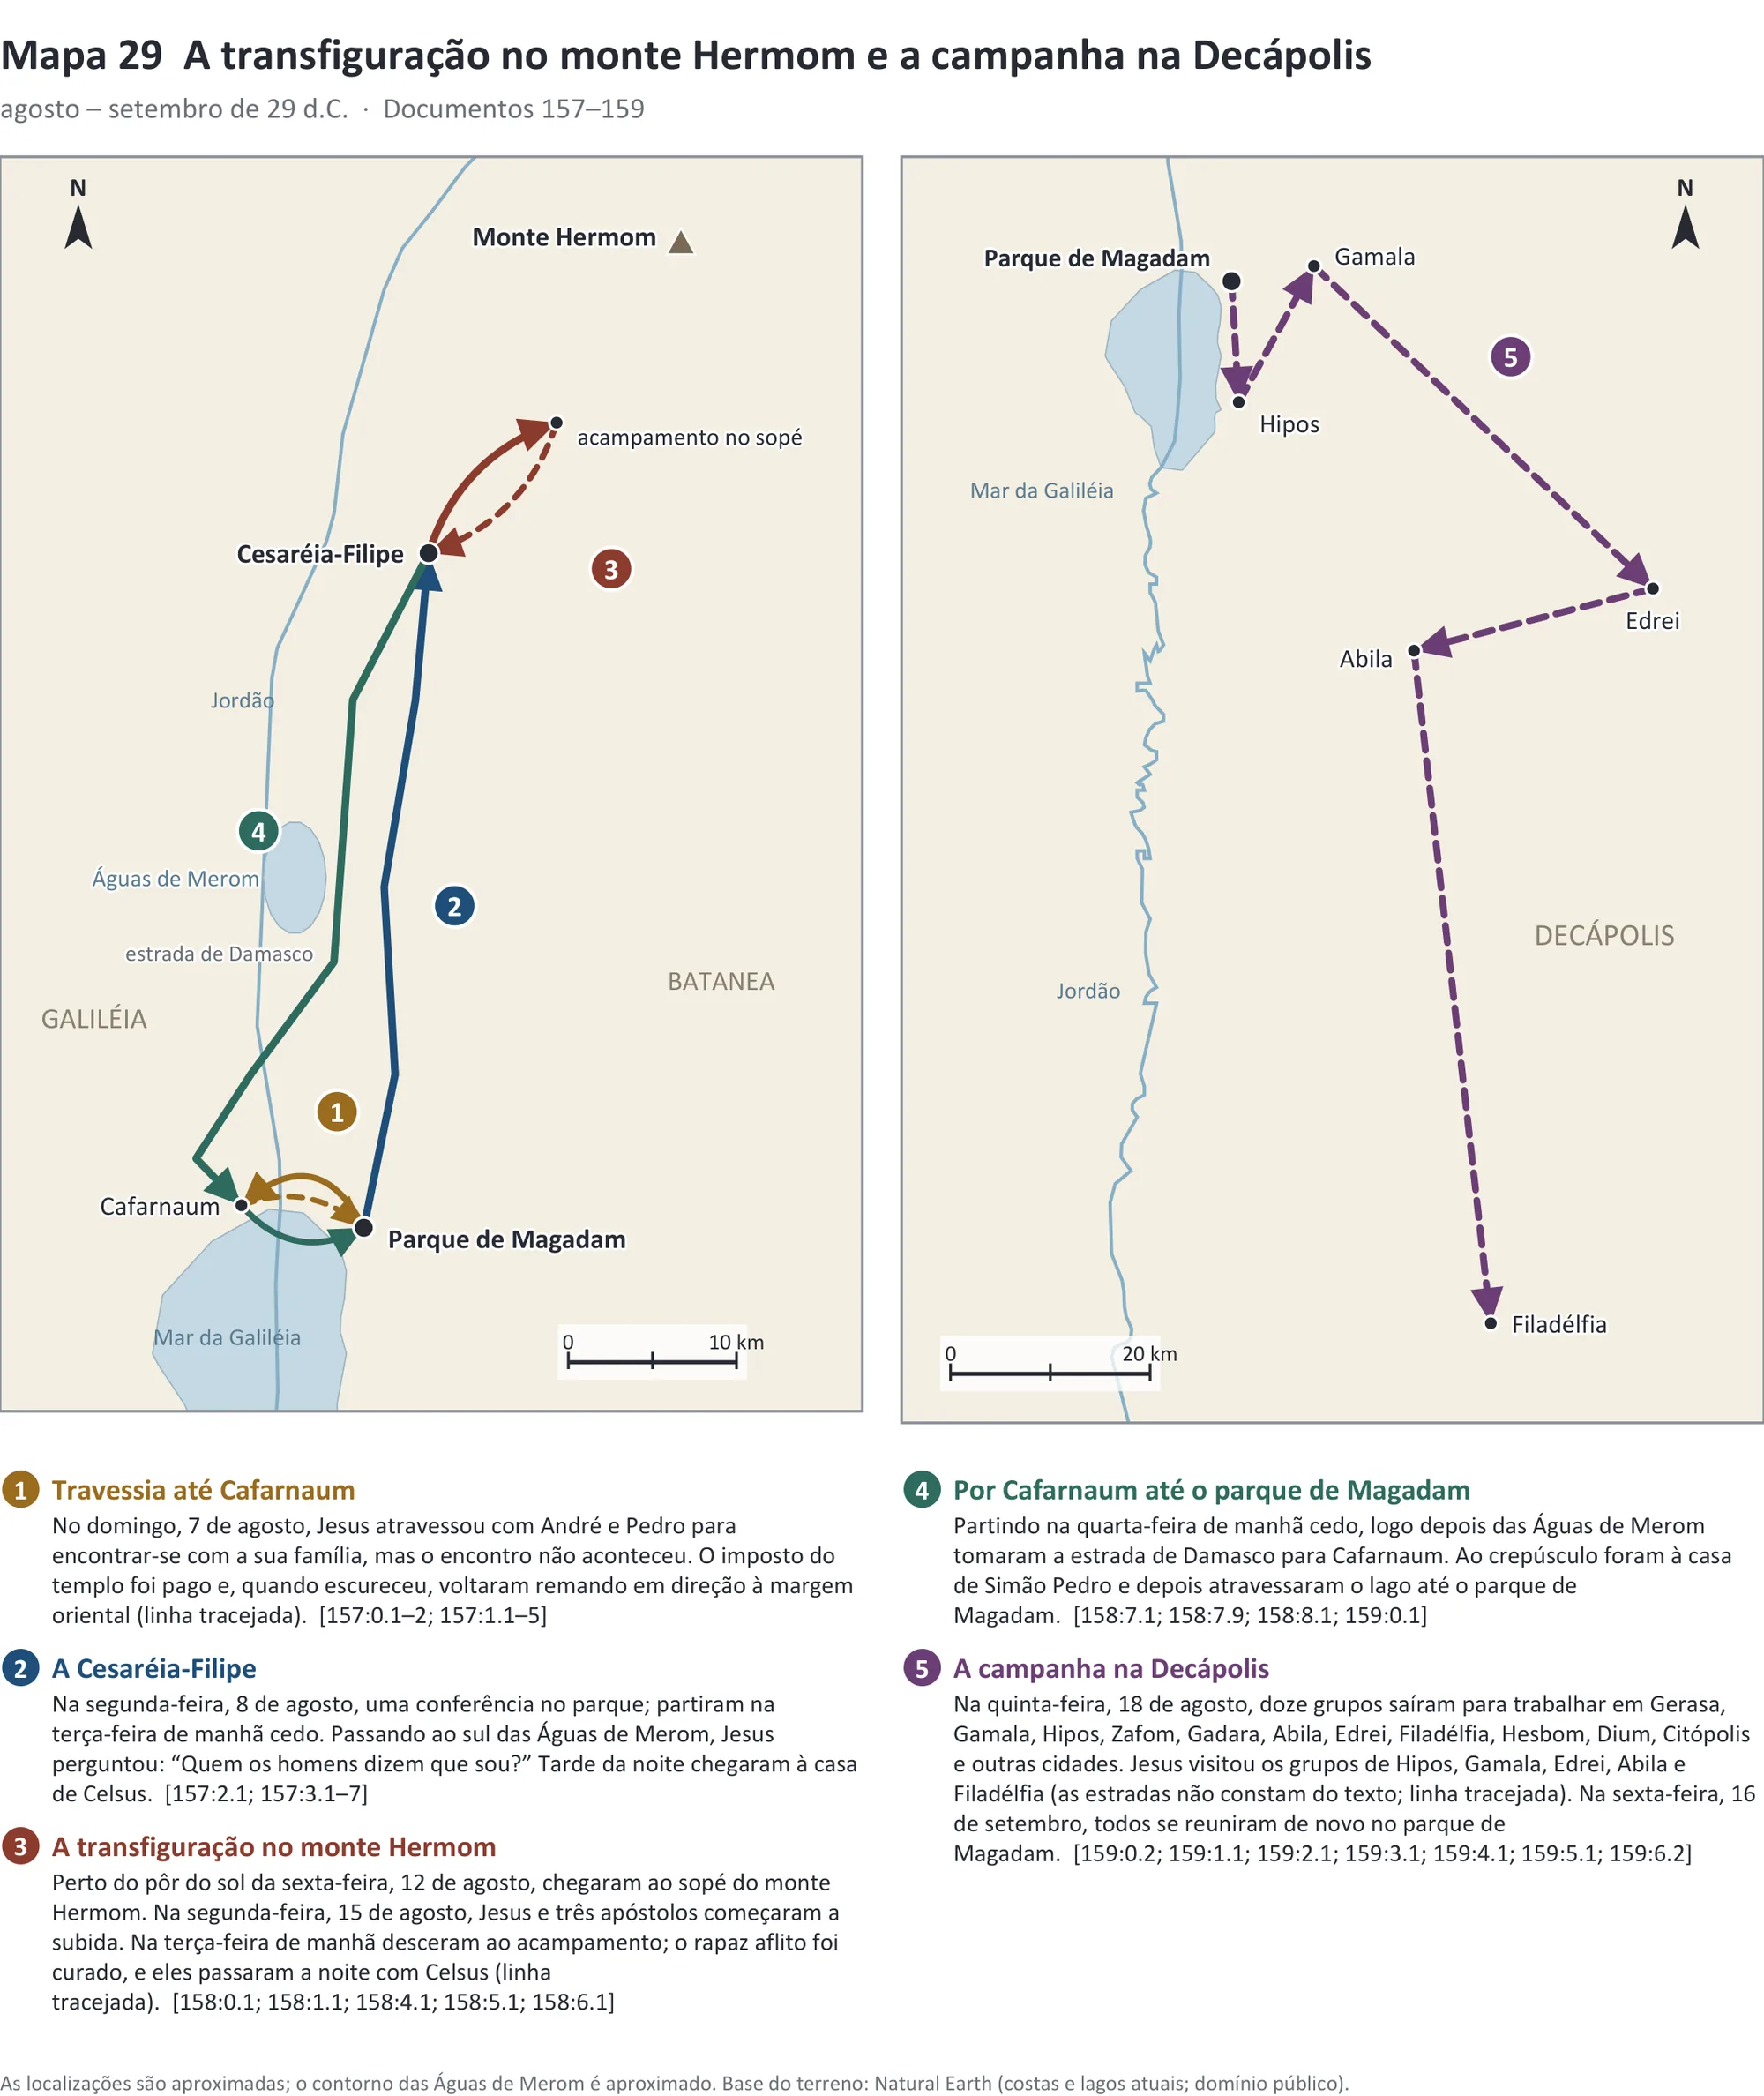 Mapa 29 A transfiguração no monte Hermom e a campanha na Decápolis
agosto – setembro de 29 d.C. · Documentos 157–159
N
Monte Hermom
acampamento no sopé
Cesaréia-Filipe
3
Jordão
4
Águas de Merom
2
estrada de Damasco
BATANEA
GALILÉIA
1
Cafarnaum
Parque de Magadam
Mar da Galiléia
0 10 km
N
Parque de Magadam
Gamala
5
Hipos
Mar da Galiléia
Edrei
Abila
DECÁPOLIS
Jordão
Filadélfia
0 20 km
1 Travessia até Cafarnaum
No domingo, 7 de agosto, Jesus atravessou com André e Pedro para
encontrar-se com a sua família, mas o encontro não aconteceu. O imposto do
templo foi pago e, quando escureceu, voltaram remando em direção à margem
oriental (linha tracejada). [157:0.1–2; 157:1.1–5]
2 A Cesaréia-Filipe
Na segunda-feira, 8 de agosto, uma conferência no parque; partiram na
terça-feira de manhã cedo. Passando ao sul das Águas de Merom, Jesus
perguntou: “Quem os homens dizem que sou?” Tarde da noite chegaram à casa
de Celsus. [157:2.1; 157:3.1–7]
3 A transfiguração no monte Hermom
Perto do pôr do sol da sexta-feira, 12 de agosto, chegaram ao sopé do monte
Hermom. Na segunda-feira, 15 de agosto, Jesus e três apóstolos começaram a
subida. Na terça-feira de manhã desceram ao acampamento; o rapaz aflito foi
curado, e eles passaram a noite com Celsus (linha
tracejada). [158:0.1; 158:1.1; 158:4.1; 158:5.1; 158:6.1]
4 Por Cafarnaum até o parque de Magadam
Partindo na quarta-feira de manhã cedo, logo depois das Águas de Merom
tomaram a estrada de Damasco para Cafarnaum. Ao crepúsculo foram à casa
de Simão Pedro e depois atravessaram o lago até o parque de
Magadam. [158:7.1; 158:7.9; 158:8.1; 159:0.1]
5 A campanha na Decápolis
Na quinta-feira, 18 de agosto, doze grupos saíram para trabalhar em Gerasa,
Gamala, Hipos, Zafom, Gadara, Abila, Edrei, Filadélfia, Hesbom, Dium, Citópolis
e outras cidades. Jesus visitou os grupos de Hipos, Gamala, Edrei, Abila e
Filadélfia (as estradas não constam do texto; linha tracejada). Na sexta-feira, 16
de setembro, todos se reuniram de novo no parque de
Magadam. [159:0.2; 159:1.1; 159:2.1; 159:3.1; 159:4.1; 159:5.1; 159:6.2]
As localizações são aproximadas; o contorno das Águas de Merom é aproximado. Base do terreno: Natural Earth (costas e lagos atuais; domínio público).